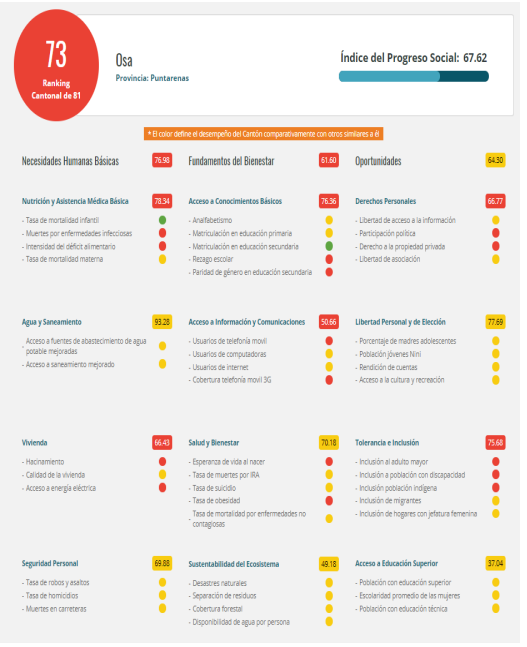 73
Ranking
Cantonal de 81
Osa
Provincia: Puntarenas
Índice del Progreso Social: 67.62
* El color define el desempeño del Cantón comparativamente con otros similares a él
Necesidades Humanas Básicas 76.98
Nutrición y Asistencia Médica Básica 78.34
- Tasa de mortalidad infantil
- Muertes por enfermedades infecciosas
- Intensidad del déficit alimentario
- Tasa de mortalidad materna
Agua y Saneamiento 93.28
- Acceso a fuentes de abastecimiento de agua
potable mejoradas
- Acceso a saneamiento mejorado
Vivienda 66.43
- Hacinamiento
- Calidad de la vivienda
- Acceso a energía eléctrica
Seguridad Personal 69.88
- Tasa de robos y asaltos
- Tasa de homicidios
- Muertes en carreteras
Fundamentos del Bienestar 61.60
Acceso a Conocimientos Básicos 76.36
- Analfabetismo
- Matriculación en educación primaria
- Matriculación en educación secundaria
- Rezago escolar
- Paridad de género en educación secundaria
Acceso a Información y Comunicaciones 50.66
- Usuarios de telefonía movil
- Usuarios de computadoras
- Usuarios de internet
- Cobertura telefonía movil 3G
Salud y Bienestar 70.18
- Esperanza de vida al nacer
- Tasa de muertes por IRA
- Tasa de suicidio
- Tasa de obesidad
- Tasa de mortalidad por enfermedades no
contagiosas
Sustentabilidad del Ecosistema 49.18
- Desastres naturales
- Separación de residuos
- Cobertura forestal
- Disponibilidad de agua por persona
Oportunidades 64.30
Derechos Personales 66.77
- Libertad de acceso a la información
- Participación política
- Derecho a la propiedad privada
- Libertad de asociación
Libertad Personal y de Elección 77.69
- Porcentaje de madres adolescentes
- Población jóvenes Nini
- Rendición de cuentas
- Acceso a la cultura y recreación
Tolerancia e Inclusión 75.68
- Inclusión al adulto mayor
- Inclusión a población con discapacidad
- Inclusión población indígena
- Inclusión de migrantes
- Inclusión de hogares con jefatura femenina
Acceso a Educación Superior 37.04
- Población con educación superior
- Escolaridad promedio de las mujeres
- Población con educación técnica